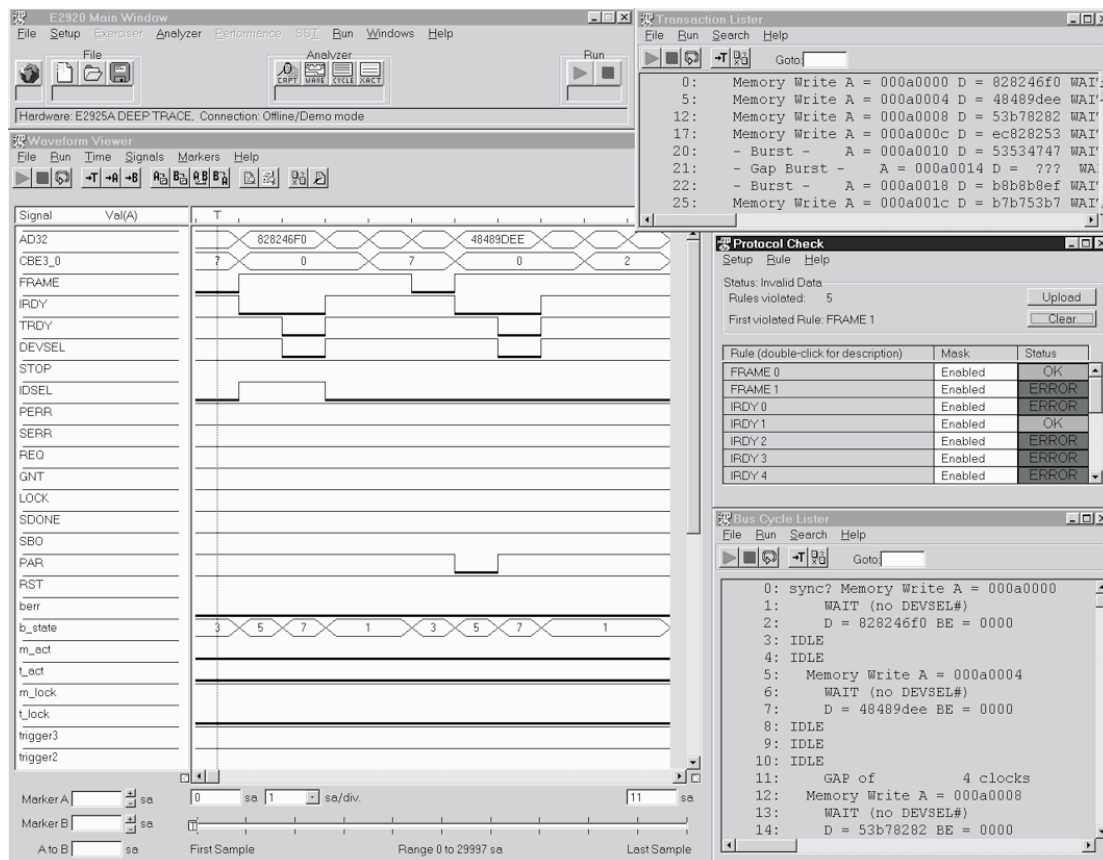 E2920 Main Window
File Setup Exerciser Analyzer Performance SST Run Windows Help
File
Analyzer
Run
CAPT WAVE CYCLE XACT
Hardware: E2925A DEEP TRACE, Connection: Offline/Demo mode
Transaction Lister
File Run Search Help
Goto:
0: Memory Write A = 000a0000 D = 828246f0 WAIT
5: Memory Write A = 000a0004 D = 48489dee WAI
12: Memory Write A = 000a0008 D = 53b78282 WAI
17: Memory Write A = 000a000c D = ec828253 WAI
20: - Burst - A = 000a0010 D = 53534747 WAI
21: - Gap Burst - A = 000a0014 D = ??? WA
22: - Burst - A = 000a0018 D = b8b8b8ef WAI
25: Memory Write A = 000a001c D = b7b753b7 WAI
Waveform Viewer
File Run Time Signals Markers Help
Signal Val(A) T
AD32 828246F0 48489DEE
CBE3_0 7 0 7 0 2
FRAME
IRDY
TRDY
DEVSEL
STOP
IDSEL
PERR
SERR
REQ
GNT
LOCK
SDONE
SBO
PAR
RST
berr
b_state 3 5 7 1 3 5 7 1
m_act
t_act
m_lock
t_lock
trigger3
trigger2
Marker A sa 0 sa 1 sa/div. 11 sa
Marker B sa
A to B sa First Sample Range 0 to 29997 sa Last Sample
Protocol Check
Setup Rule Help
Status: Invalid Data
Rules violated: 5 Upload
First violated Rule: FRAME 1 Clear
Rule (double-click for description) Mask Status
FRAME 0 Enabled OK
FRAME 1 Enabled ERROR
IRDY 0 Enabled ERROR
IRDY 1 Enabled OK
IRDY 2 Enabled ERROR
IRDY 3 Enabled ERROR
IRDY 4 Enabled ERROR
Bus Cycle Lister
File Run Search Help
Goto:
0: sync? Memory Write A = 000a0000
1: WAIT (no DEVSEL#)
2: D = 828246f0 BE = 0000
3: IDLE
4: IDLE
5: Memory Write A = 000a0004
6: WAIT (no DEVSEL#)
7: D = 48489dee BE = 0000
8: IDLE
9: IDLE
10: IDLE
11: GAP of 4 clocks
12: Memory Write A = 000a0008
13: WAIT (no DEVSEL#)
14: D = 53b78282 BE = 0000